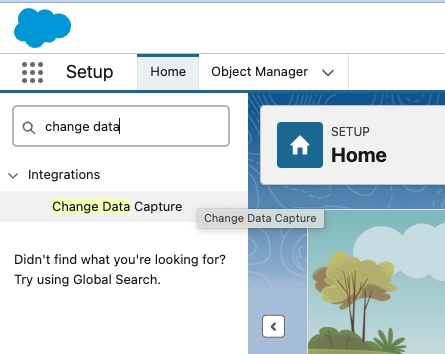 Setup
Home
Object Manager
change data
SETUP
Home
Integrations
Change Data Capture
Change Data Capture
Didn't find what you're looking for?
Try using Global Search.